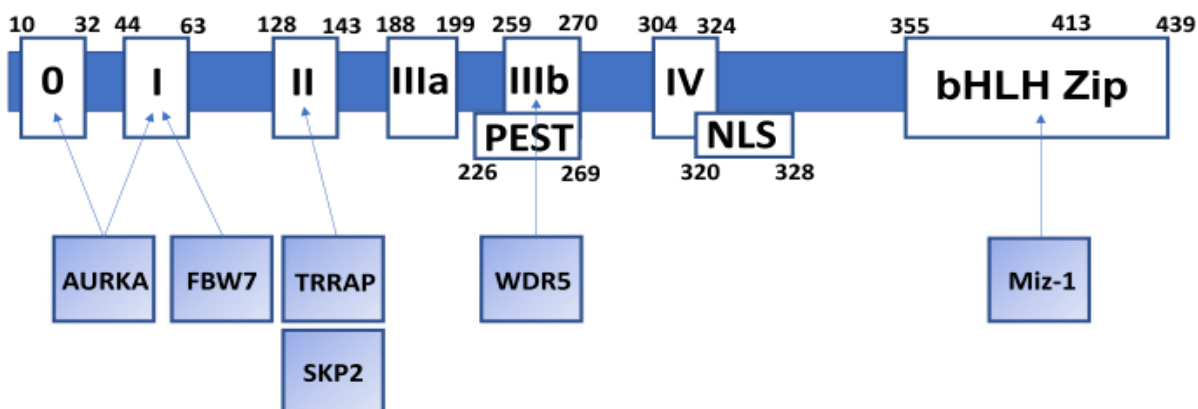 10 32 44 63 128 143 188 199 259 270 304 324 355 413 439
0 I II IIIa IIIb IV bHLH Zip
PEST NLS
226 269 320 328
AURKA FBW7 TRRAP WDR5 Miz-1
SKP2